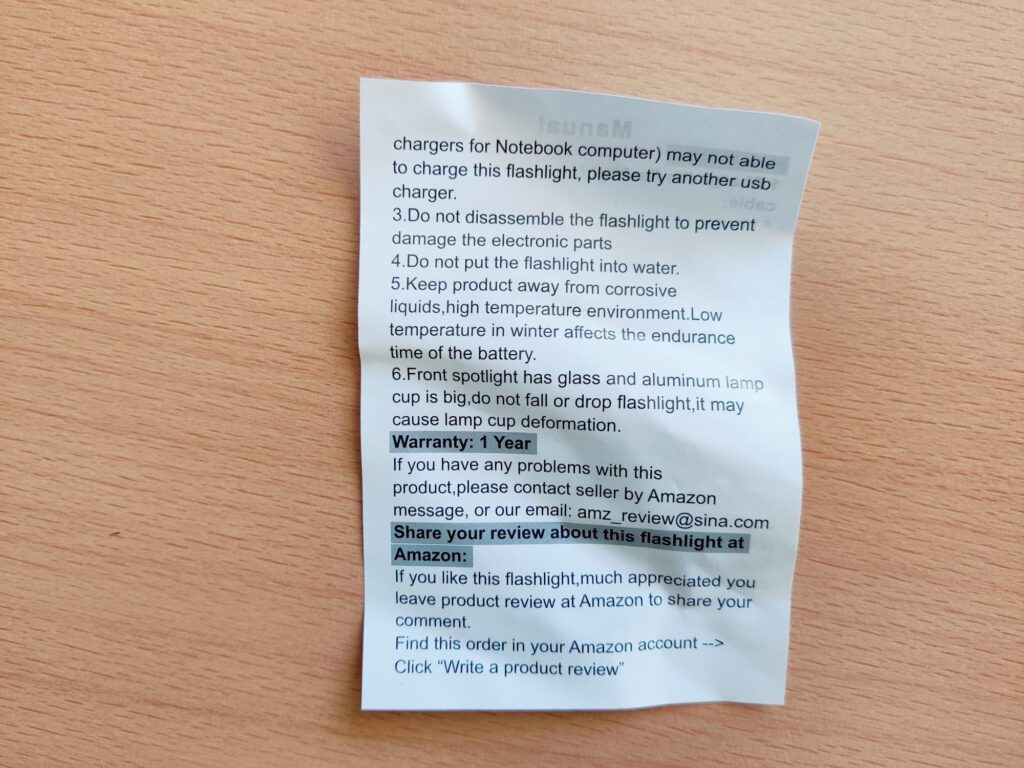 chargers for Notebook computer) may not able
to charge this flashlight, please try another usb
charger.
3.Do not disassemble the flashlight to prevent
damage the electronic parts
4.Do not put the flashlight into water.
5.Keep product away from corrosive
liquids,high temperature environment.Low
temperature in winter affects the endurance
time of the battery.
6.Front spotlight has glass and aluminum lamp
cup is big,do not fall or drop flashlight,it may
cause lamp cup deformation.
Warranty: 1 Year
If you have any problems with this
product,please contact seller by Amazon
message, or our email: amz_review@sina.com
Share your review about this flashlight at
Amazon:
If you like this flashlight,much appreciated you
leave product review at Amazon to share your
comment.
Find this order in your Amazon account -->
Click “Write a product review”